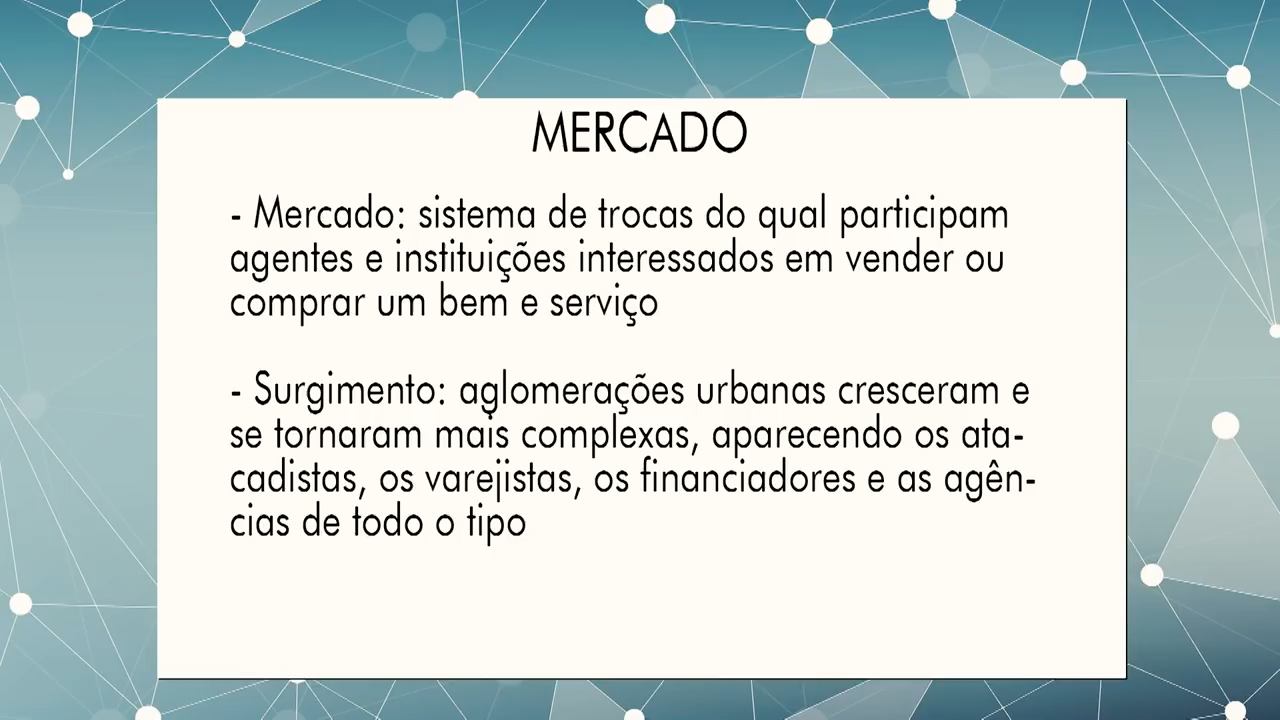 MERCADO
- Mercado: sistema de trocas do qual participam
agentes e instituições interessados em vender ou
comprar um bem e serviço
- Surgimento: aglomerações urbanas cresceram e
se tornaram mais complexas, aparecendo os ata-
cadistas, os varejistas, os financiadores e as agên-
cias de todo o tipo